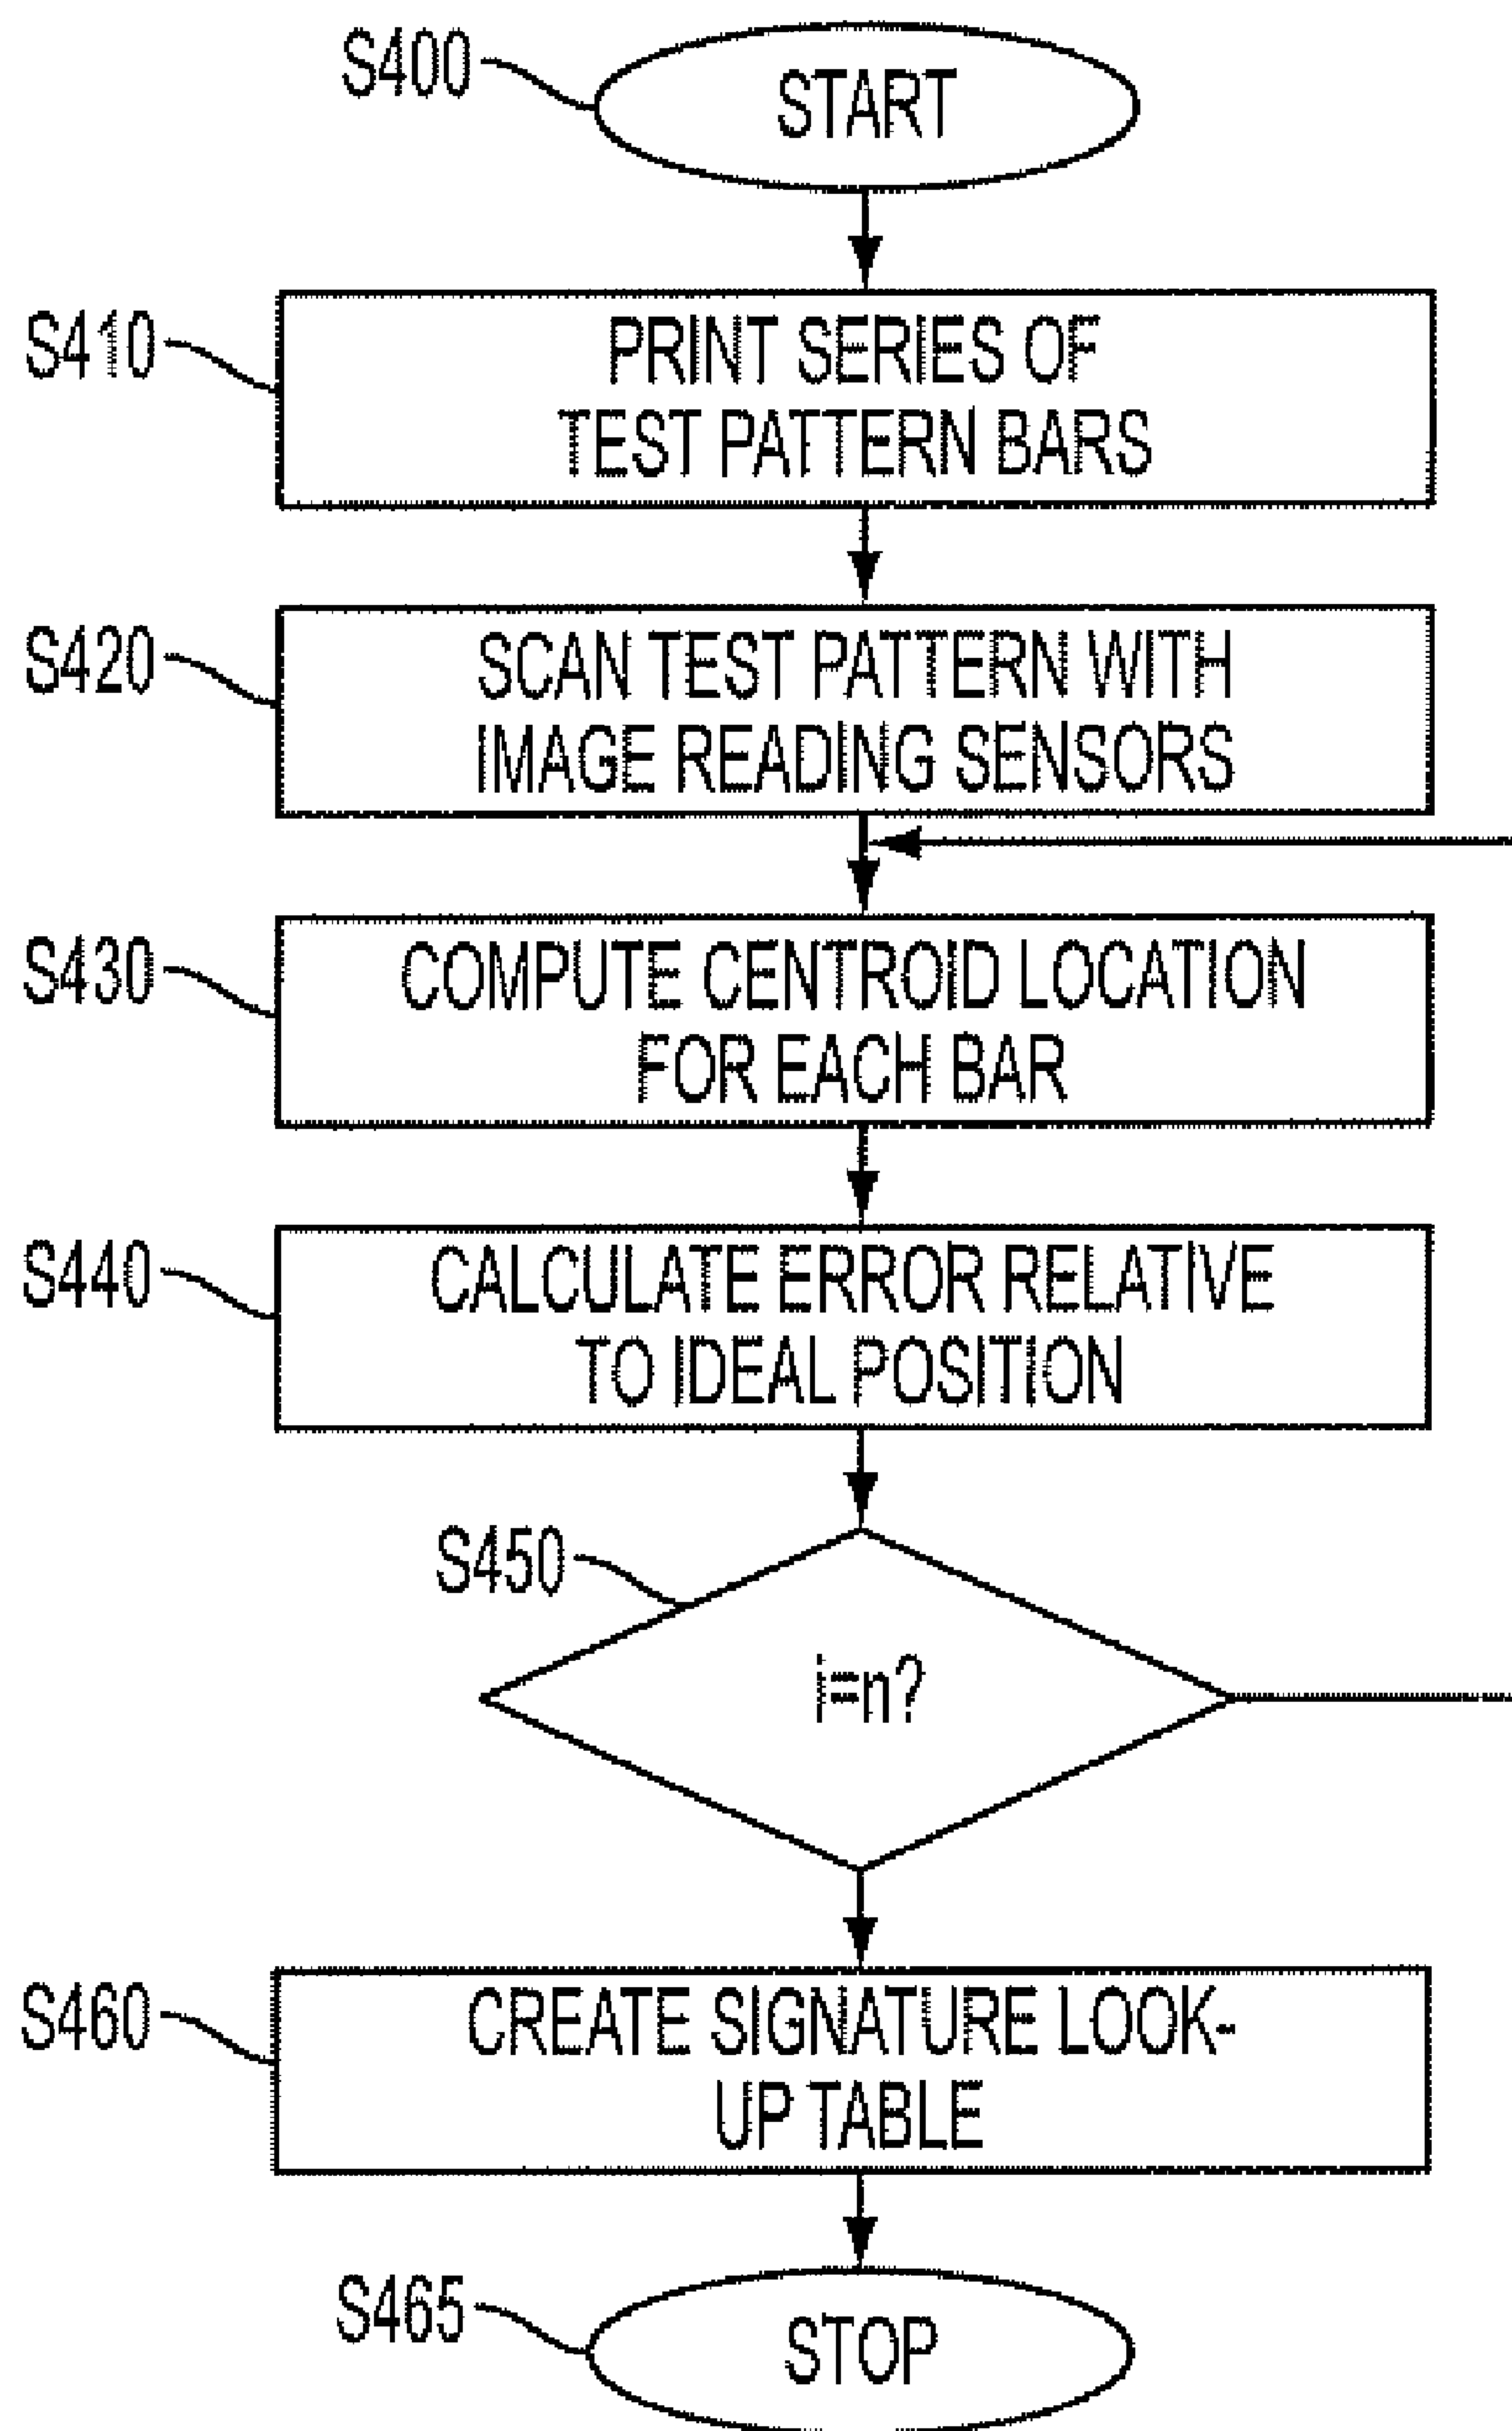 S400
START
S410
PRINT SERIES OF
TEST PATTERN BARS
S420
SCAN TEST PATTERN WITH
IMAGE READING SENSORS
S430
COMPUTE CENTROID LOCATION
FOR EACH BAR
S440
CALCULATE ERROR RELATIVE
TO IDEAL POSITION
S450
i=n?
S460
CREATE SIGNATURE LOOK-
UP TABLE
S465
STOP